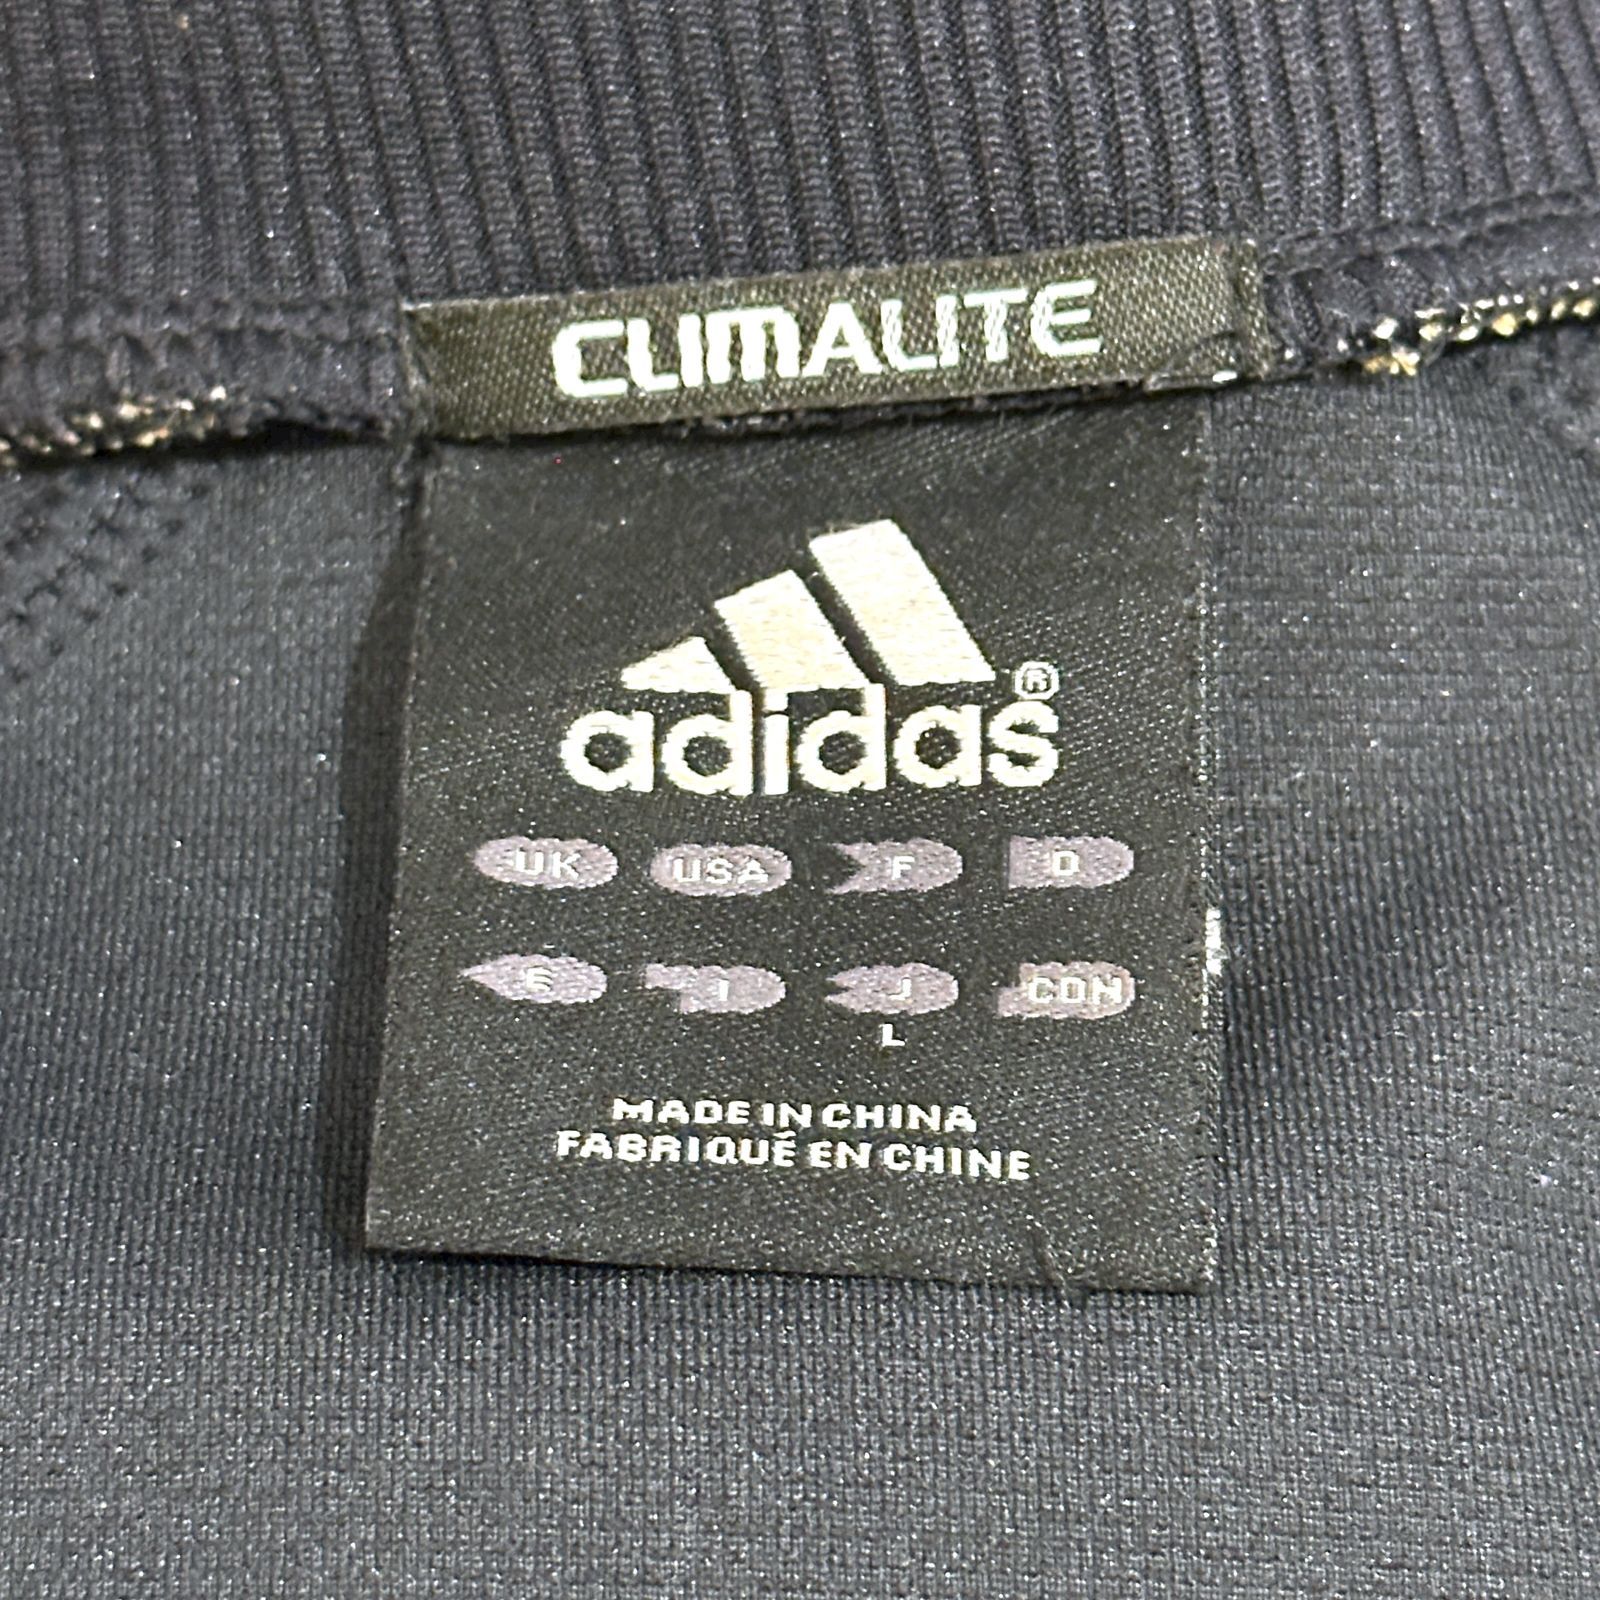 CLIMALITE
adidas®
UK USA F D
E I J CDN
L
MADE IN CHINA
FABRIQUÉ EN CHINE